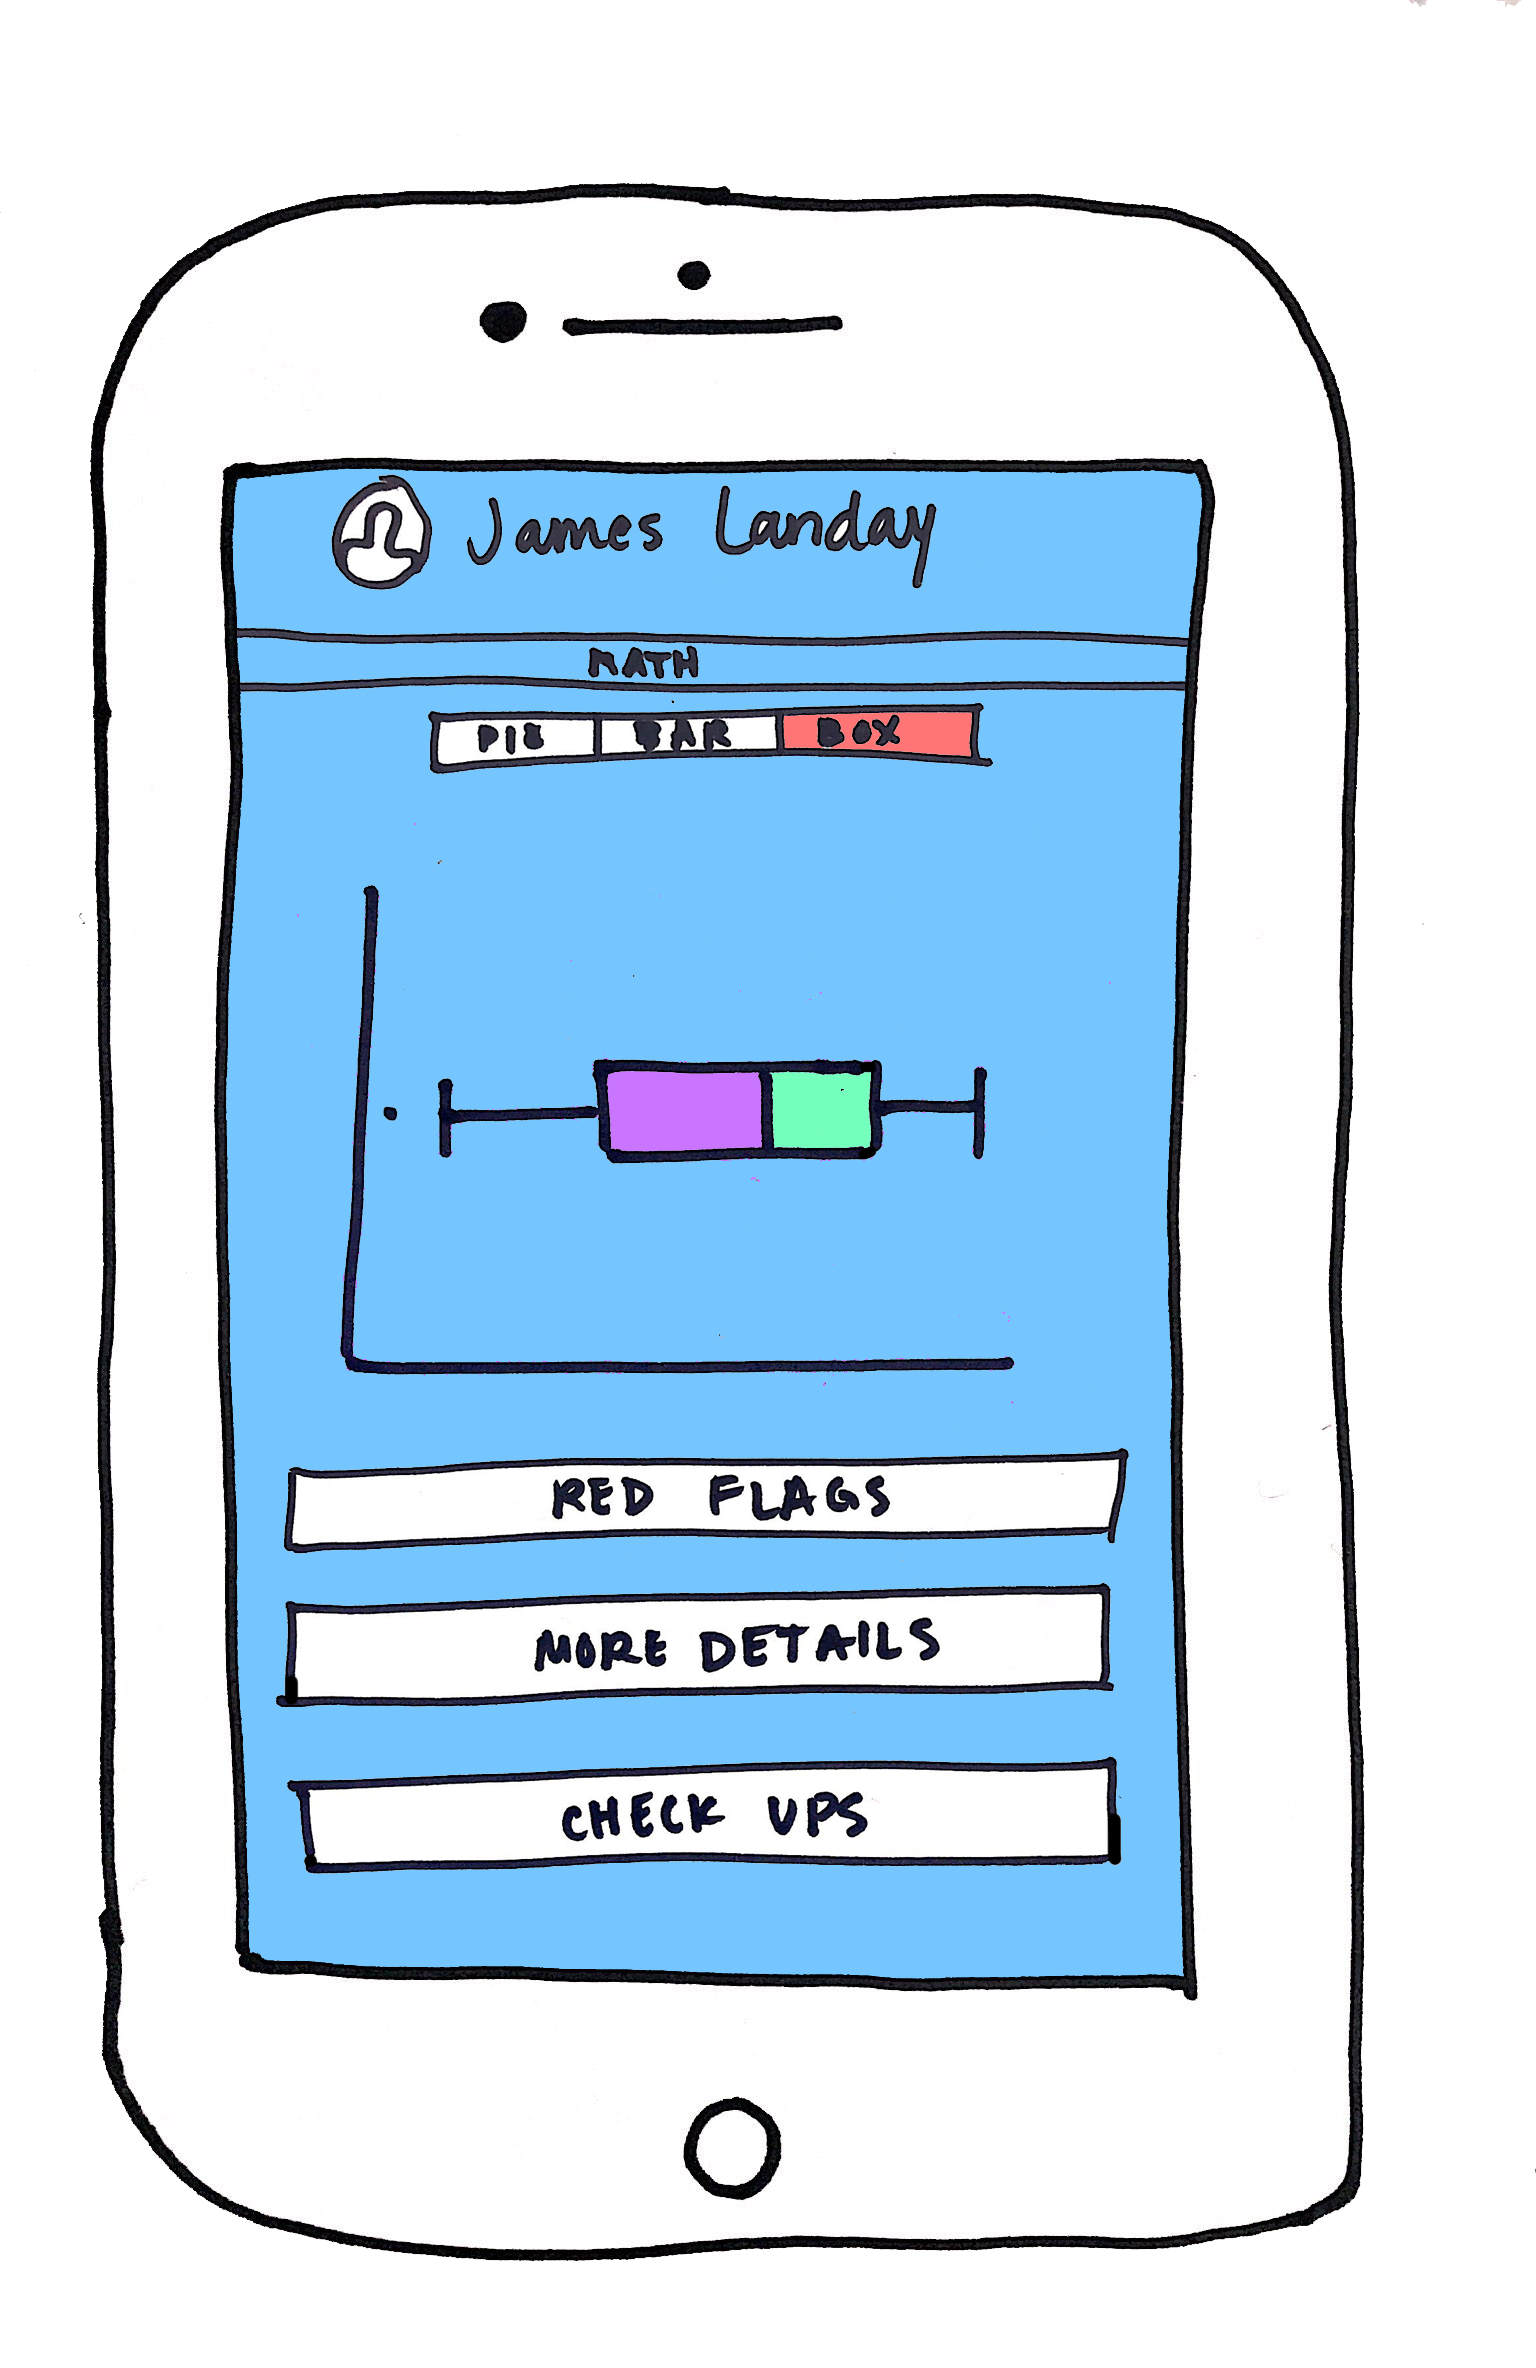 James Landay
MATH
PIE BAR BOX
RED FLAGS
MORE DETAILS
CHECK UPS